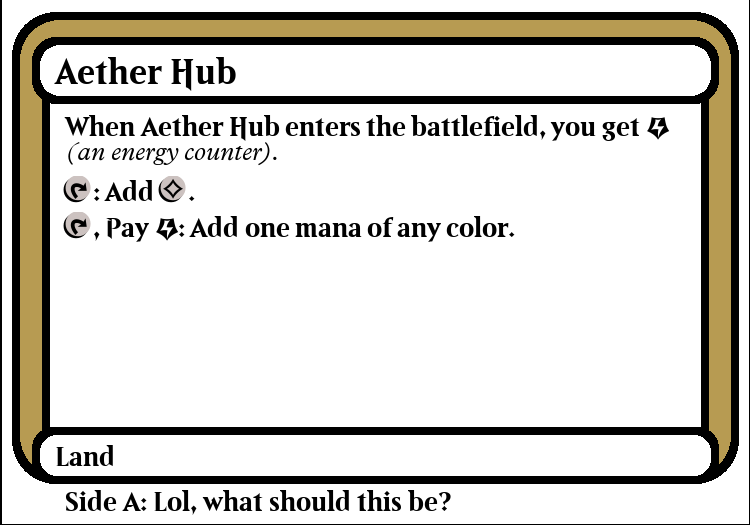 Aether Hub
When Aether Hub enters the battlefield, you get
(an energy counter).
: Add .
, Pay : Add one mana of any color.
Land
Side A: Lol, what should this be?